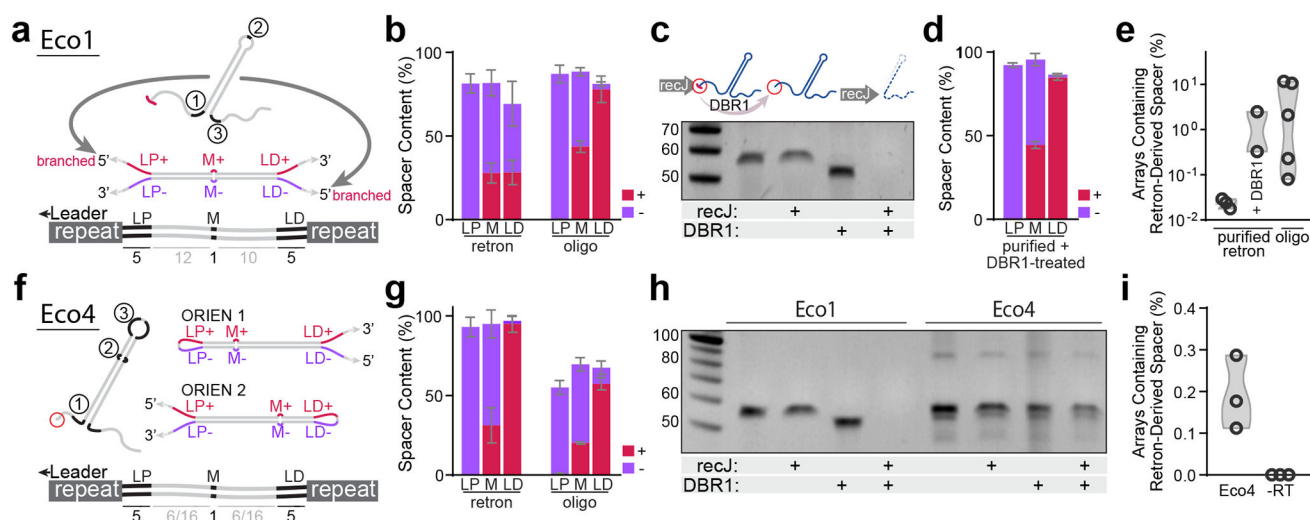 a
Eco1
2
1
3
branched
5'
LP+
M+
LD+
3'
3'
LP-
M-
LD-
5'
branched
Leader
LP
M
LD
repeat
repeat
5
12
1
10
5
b
Spacer Content (%)
100
50
0
LP M LD
LP M LD
retron
oligo
+
-
c
recJ
DBR1
recJ
70
60
50
recJ:
+
+
DBR1:
+
+
d
Spacer Content (%)
100
50
0
LP M LD
purified +
DBR1-treated
+
-
e
Arrays Containing
Retron-Derived Spacer (%)
10¹
10⁰
10⁻¹
10⁻²
+ DBR1
purified
retron
oligo
f
Eco4
3
2
1
ORIEN 1
LP+
M+
LD+
3'
LP-
M-
LD-
5'
ORIEN 2
5'
LP+
M+
LD+
3'
LP-
M-
LD-
Leader
LP
M
LD
repeat
repeat
5
6/16
1
6/16
5
g
Spacer Content (%)
100
50
0
LP M LD
LP M LD
retron
oligo
+
-
h
Eco1
Eco4
100
80
60
50
recJ:
+
+
+
+
DBR1:
+
+
+
+
i
Arrays Containing
Retron-Derived Spacer (%)
0.4
0.3
0.2
0.1
0.0
Eco4
-RT